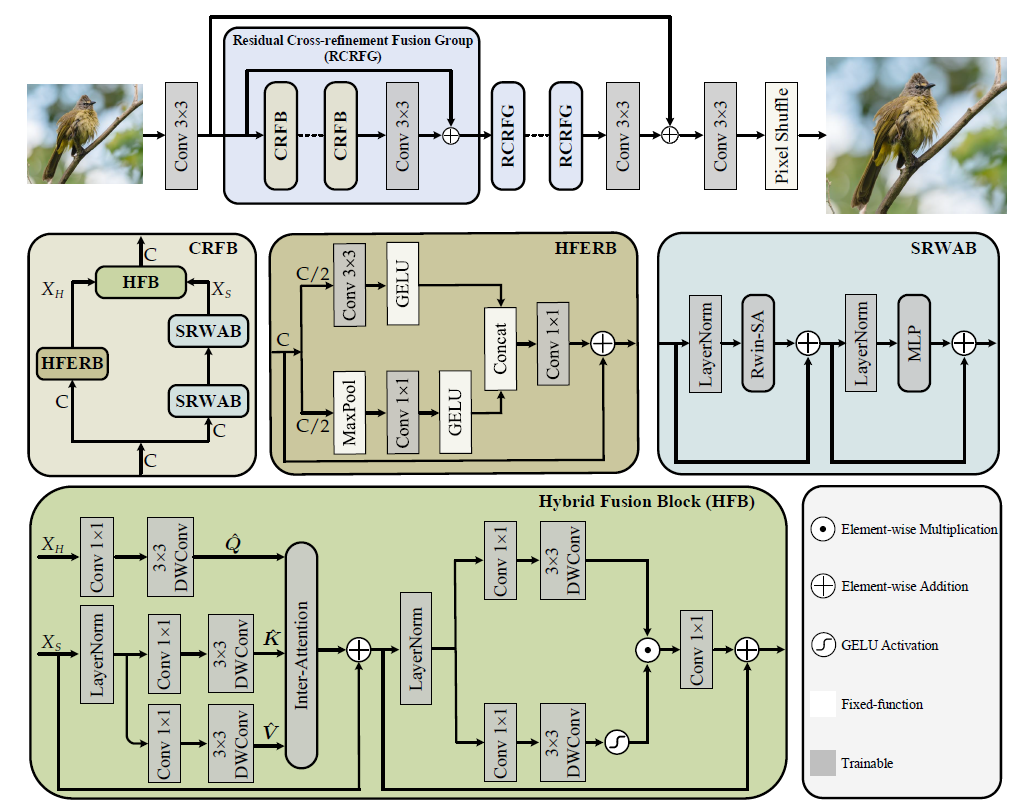 Residual Cross-refinement Fusion Group
(RCRFG)
Conv 3×3
CRFB
CRFB
Conv 3×3
RCRFG
RCRFG
Conv 3×3
Conv 3×3
Pixel Shuffle
CRFB
C
HFB
X_H
X_S
SRWAB
HFERB
SRWAB
C
C
C
HFERB
C/2
Conv 3×3
GELU
C
Concat
Conv 1×1
C/2
MaxPool
Conv 1×1
GELU
SRWAB
LayerNorm
Rwin-SA
LayerNorm
MLP
Hybrid Fusion Block (HFB)
X_H
Conv 1×1
3×3
DWConv
Q̂
X_S
LayerNorm
Conv 1×1
3×3
DWConv
K̂
Conv 1×1
3×3
DWConv
V̂
Inter-Attention
LayerNorm
Conv 1×1
3×3
DWConv
Conv 1×1
3×3
DWConv
Conv 1×1
Element-wise Multiplication
Element-wise Addition
GELU Activation
Fixed-function
Trainable